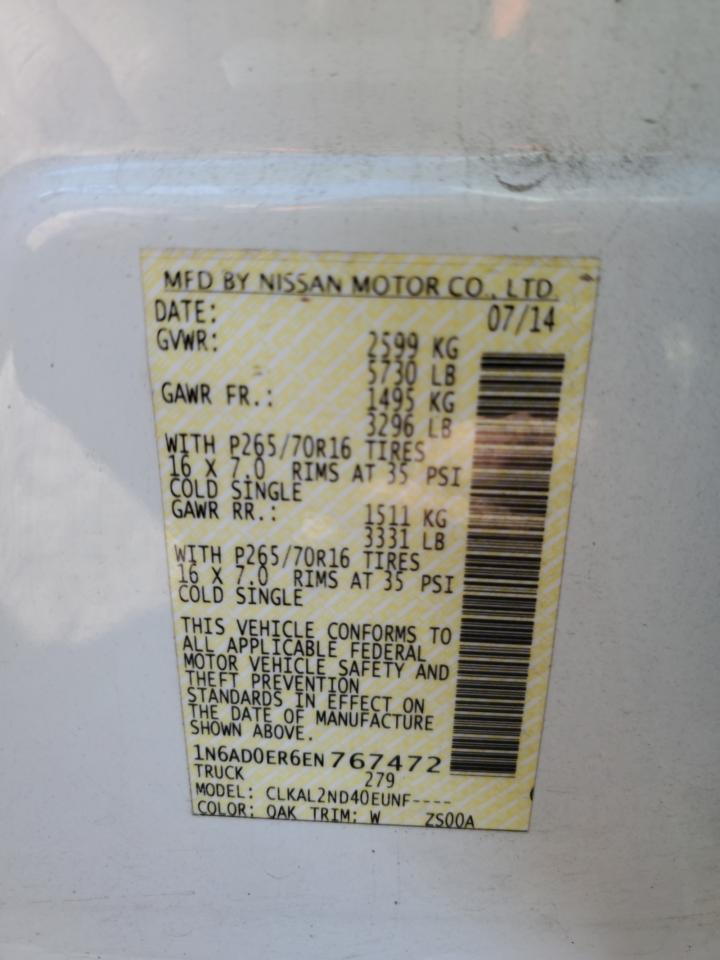 MFD BY NISSAN MOTOR CO., LTD.
DATE: 07/14
GVWR: 2599 KG
5730 LB
GAWR FR.: 1495 KG
3296 LB
WITH P265/70R16 TIRES
16 X 7.0 RIMS AT 35 PSI
COLD SINGLE
GAWR RR.: 1511 KG
3331 LB
WITH P265/70R16 TIRES
16 X 7.0 RIMS AT 35 PSI
COLD SINGLE
THIS VEHICLE CONFORMS TO
ALL APPLICABLE FEDERAL
MOTOR VEHICLE SAFETY AND
THEFT PREVENTION
STANDARDS IN EFFECT ON
THE DATE OF MANUFACTURE
SHOWN ABOVE.
1N6AD0ER6EN767472
TRUCK 279
MODEL: CLKAL2ND40EUNF----
COLOR: QAK TRIM: W ZS00A